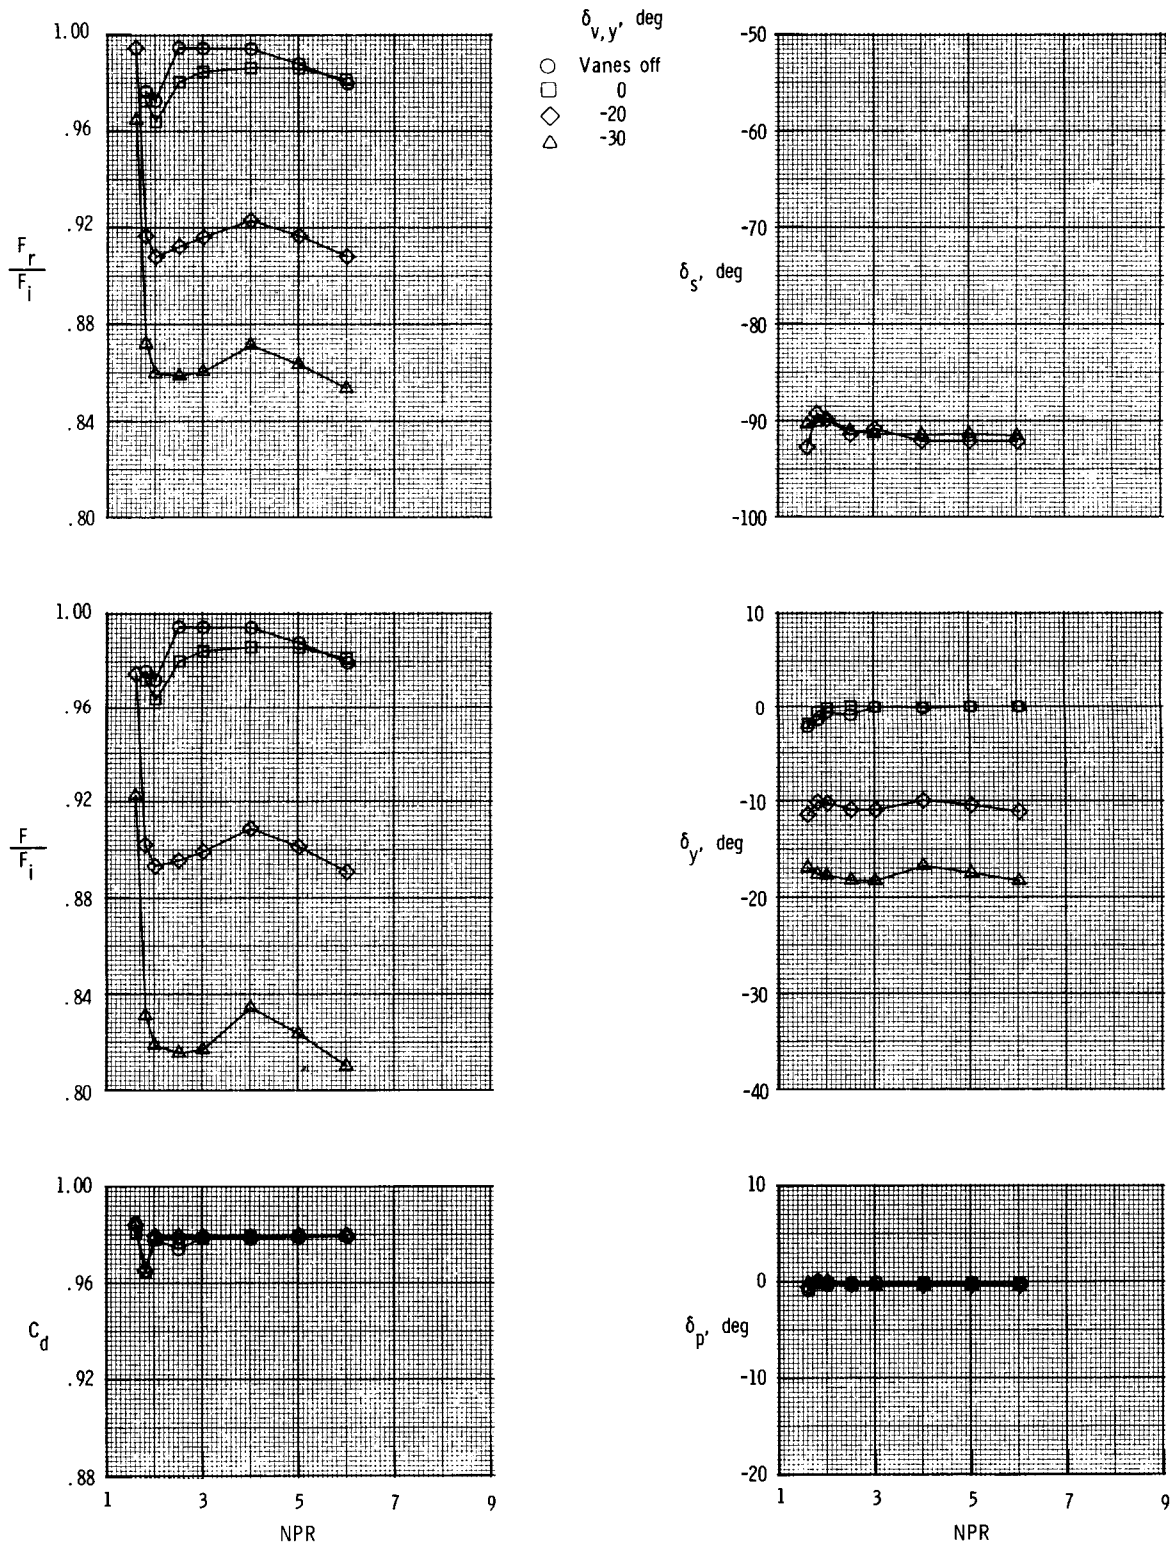 δv,y, deg
Vanes off
0
-20
-30
1.00
.96
.92
.88
.84
.80
Fr
Fi
-50
-60
-70
-80
-90
-100
δs, deg
1.00
.96
.92
.88
.84
.80
F
Fi
10
0
-10
-20
-30
-40
δy, deg
1.00
.96
.92
.88
Cd
1 3 5 7 9
NPR
10
0
-10
-20
δp, deg
1 3 5 7 9
NPR